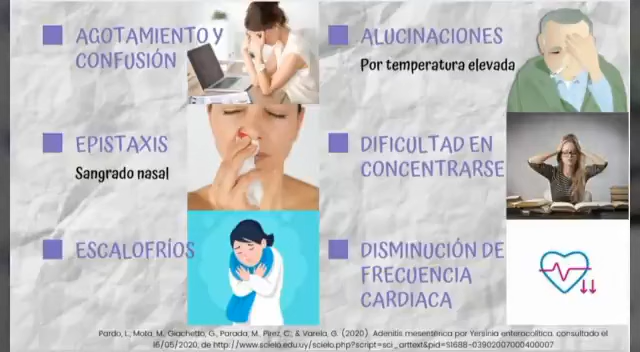 AGOTAMIENTO Y
CONFUSIÓN
ALUCINACIONES
Por temperatura elevada
EPISTAXIS
Sangrado nasal
DIFICULTAD EN
CONCENTRARSE
ESCALOFRÍOS
DISMINUCIÓN DE
FRECUENCIA
CARDIACA
Pardo, L., Mota, M., Giachetto, G., Parada, M., Pírez, C., & Varela, G. (2020). Adenitis mesentérica por Yersinia enterocolítica. consultado el
16/05/2020, de http://www.scielo.edu.uy/scielo.php?script=sci_arttext&pid=S1688-03902007000400007